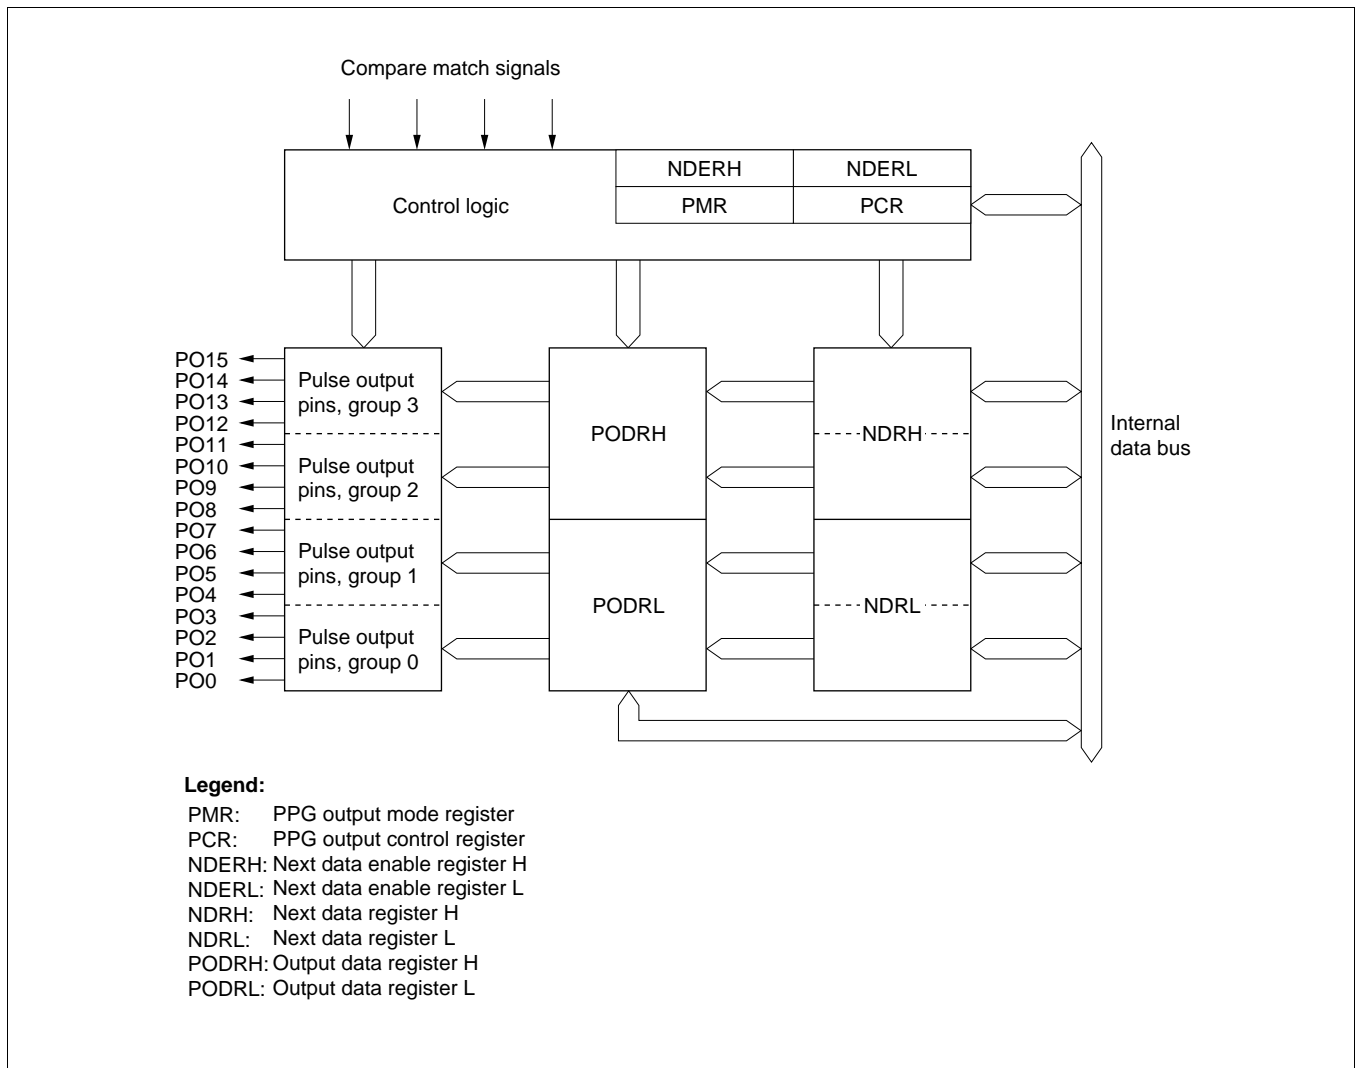 Compare match signals
NDERH
NDERL
Control logic
PMR
PCR
PO15
PO14
PO13
PO12
PO11
PO10
PO9
PO8
PO7
PO6
PO5
PO4
PO3
PO2
PO1
PO0
Pulse output
pins, group 3
Pulse output
pins, group 2
Pulse output
pins, group 1
Pulse output
pins, group 0
PODRH
PODRL
NDRH
NDRL
Internal
data bus
Legend:
PMR: PPG output mode register
PCR: PPG output control register
NDERH: Next data enable register H
NDERL: Next data enable register L
NDRH: Next data register H
NDRL: Next data register L
PODRH: Output data register H
PODRL: Output data register L